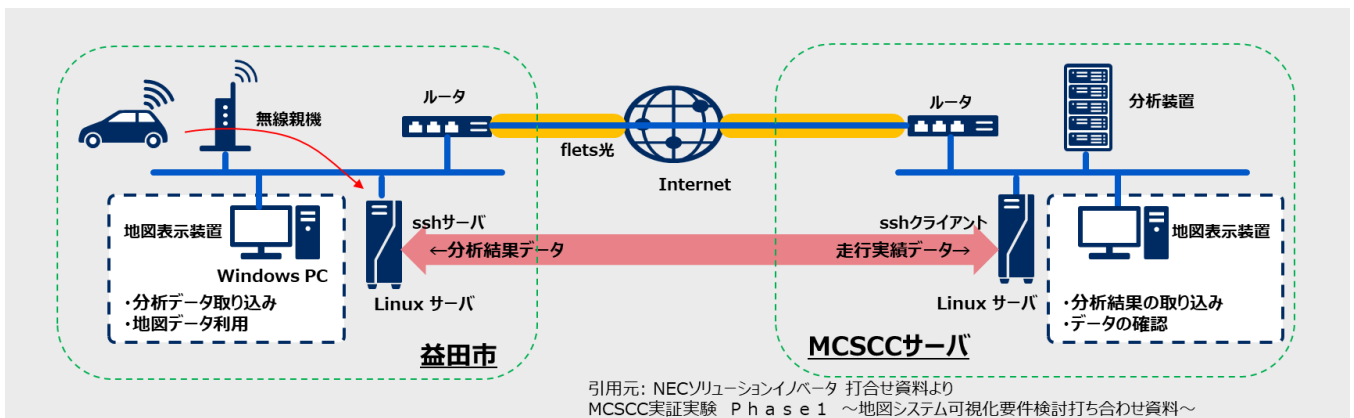 無線親機
ルータ
flets光
Internet
ルータ
分析装置
地図表示装置
Windows PC
・分析データ取り込み
・地図データ利用
sshサーバ
←分析結果データ
Linux サーバ
益田市
sshクライアント
走行実績データ→
Linux サーバ
MCSCCサーバ
地図表示装置
・分析結果の取り込み
・データの確認
引用元: NECソリューションイノベータ 打合せ資料より
MCSCC実証実験 Ｐｈａｓｅ１ ～地図システム可視化要件検討打ち合わせ資料～